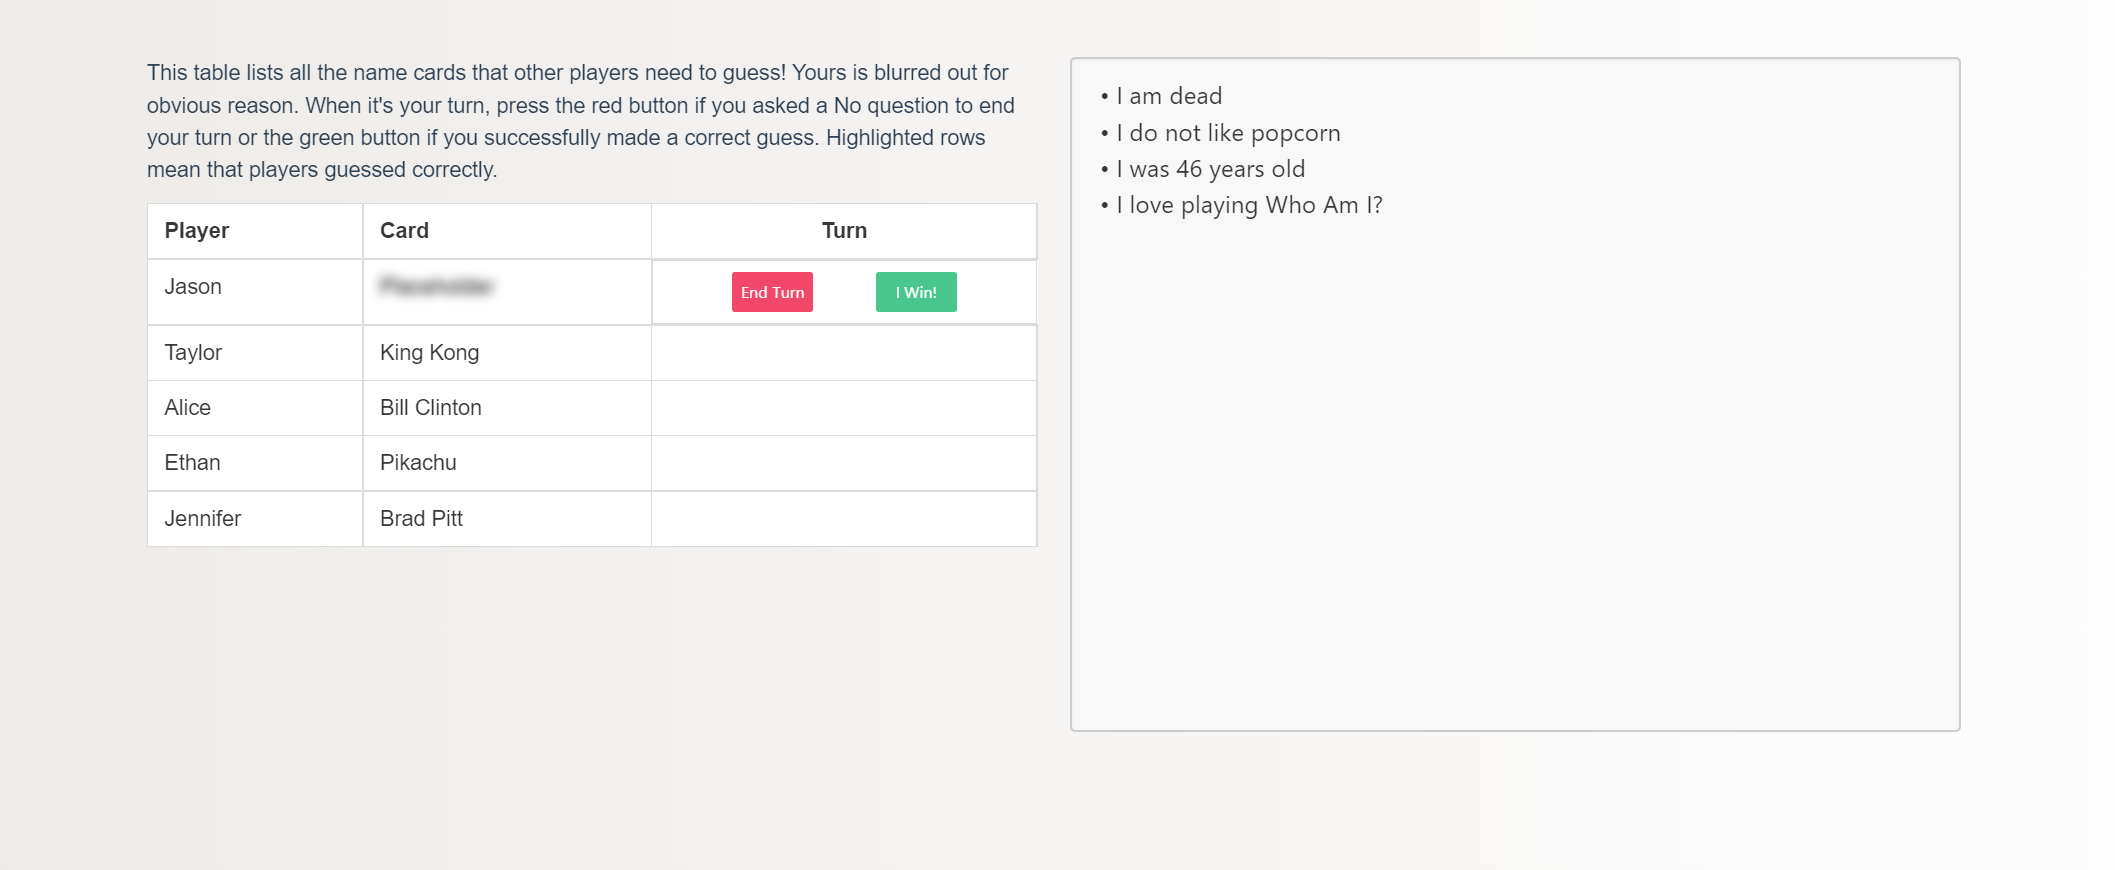 This table lists all the name cards that other players need to guess! Yours is blurred out for
obvious reason. When it's your turn, press the red button if you asked a No question to end
your turn or the green button if you successfully made a correct guess. Highlighted rows
mean that players guessed correctly.
Player Card Turn
Jason End Turn I Win!
Taylor King Kong
Alice Bill Clinton
Ethan Pikachu
Jennifer Brad Pitt
• I am dead
• I do not like popcorn
• I was 46 years old
• I love playing Who Am I?